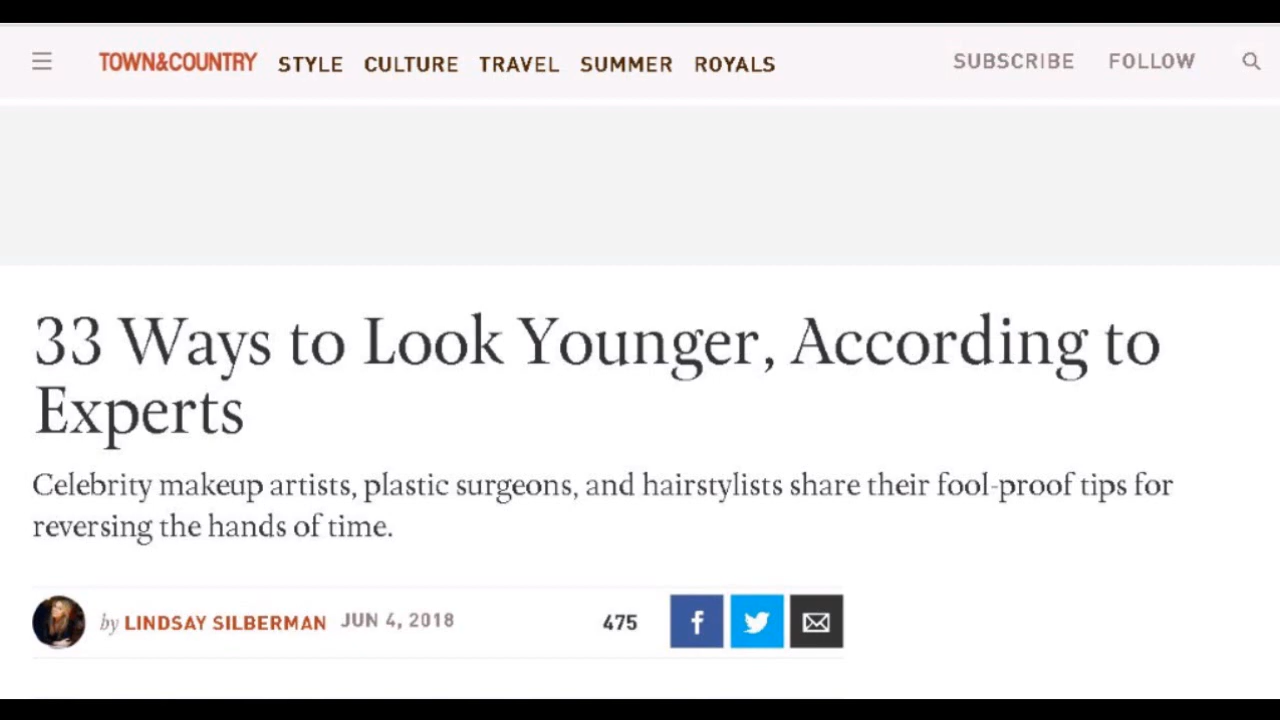 TOWN&COUNTRY STYLE CULTURE TRAVEL SUMMER ROYALS SUBSCRIBE FOLLOW
33 Ways to Look Younger, According to
Experts
Celebrity makeup artists, plastic surgeons, and hairstylists share their fool-proof tips for
reversing the hands of time.
by LINDSAY SILBERMAN JUN 4, 2018 475